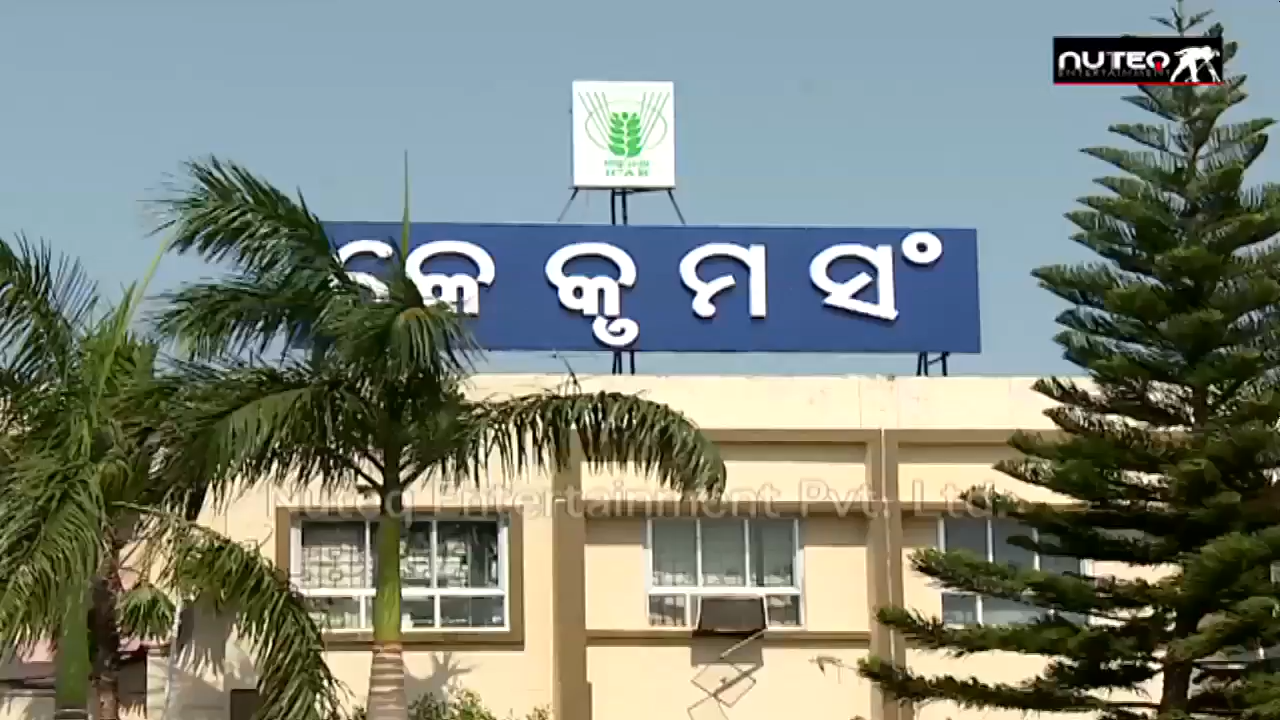 NUTEQ
ENTERTAINMENT
ICAR
କେ କୃ ମ ସଂ
Nuteq Entertainment Pvt. Ltd.